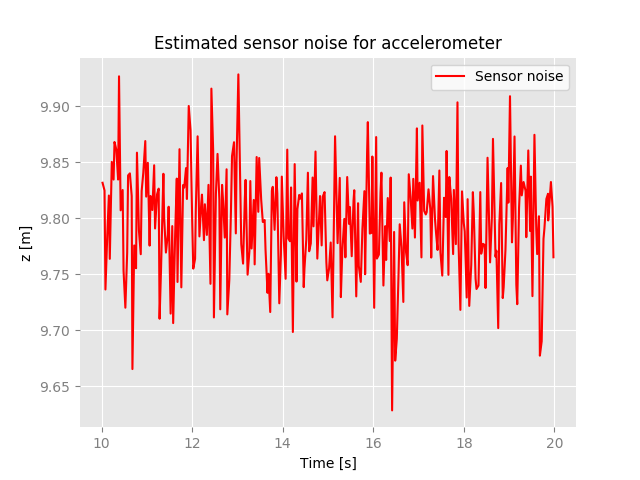 Estimated sensor noise for accelerometer
Sensor noise
9.90
9.85
9.80
9.75
9.70
9.65
z [m]
10 12 14 16 18 20
Time [s]